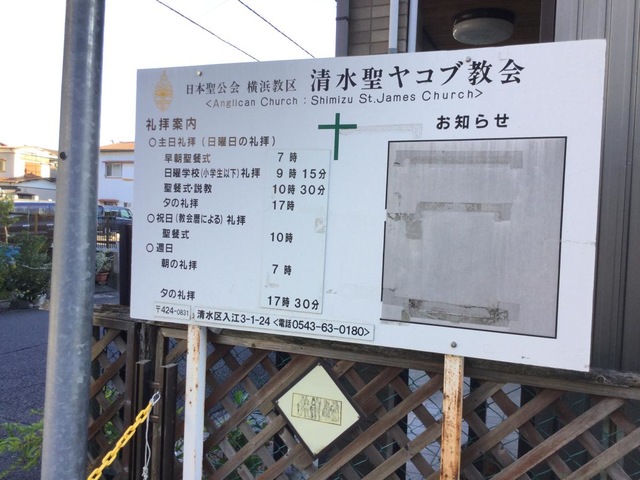 日本聖公会 横浜教区 清水聖ヤコブ教会
<Anglican Church : Shimizu St.James Church>
礼拝案内
○主日礼拝（日曜日の礼拝）
早朝聖餐式 7時
日曜学校(小学生以下)礼拝 9時15分
聖餐式・説教 10時30分
夕の礼拝 17時
○祝日(教会暦による)礼拝
聖餐式 10時
○週日
朝の礼拝 7時
夕の礼拝 17時30分
〒424-0831 清水区入江3-1-24 <電話0543-63-0180>
お知らせ